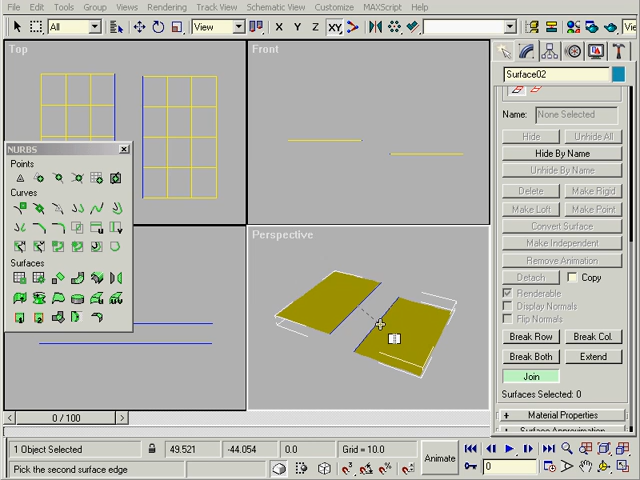 File Edit Tools Group Views Rendering Track View Schematic View Customize MAXScript Help
All View X Y Z XY
Top
Front
Perspective
NURBS
Points
Curves
Surfaces
Surface02
Name: None Selected
Hide Unhide All
Hide By Name
Unhide By Name
Delete Make Rigid
Make Loft Make Point
Convert Surface
Make Independent
Remove Animation
Detach Copy
Renderable
Display Normals
Flip Normals
Break Row Break Col.
Break Both Extend
Join
Surfaces Selected: 0
+ Material Properties
+ Surface Approximation
< 0 / 100 >
1 Object Selected 49.521 -44.054 0.0 Grid = 10.0 Animate
Pick the second surface edge 0